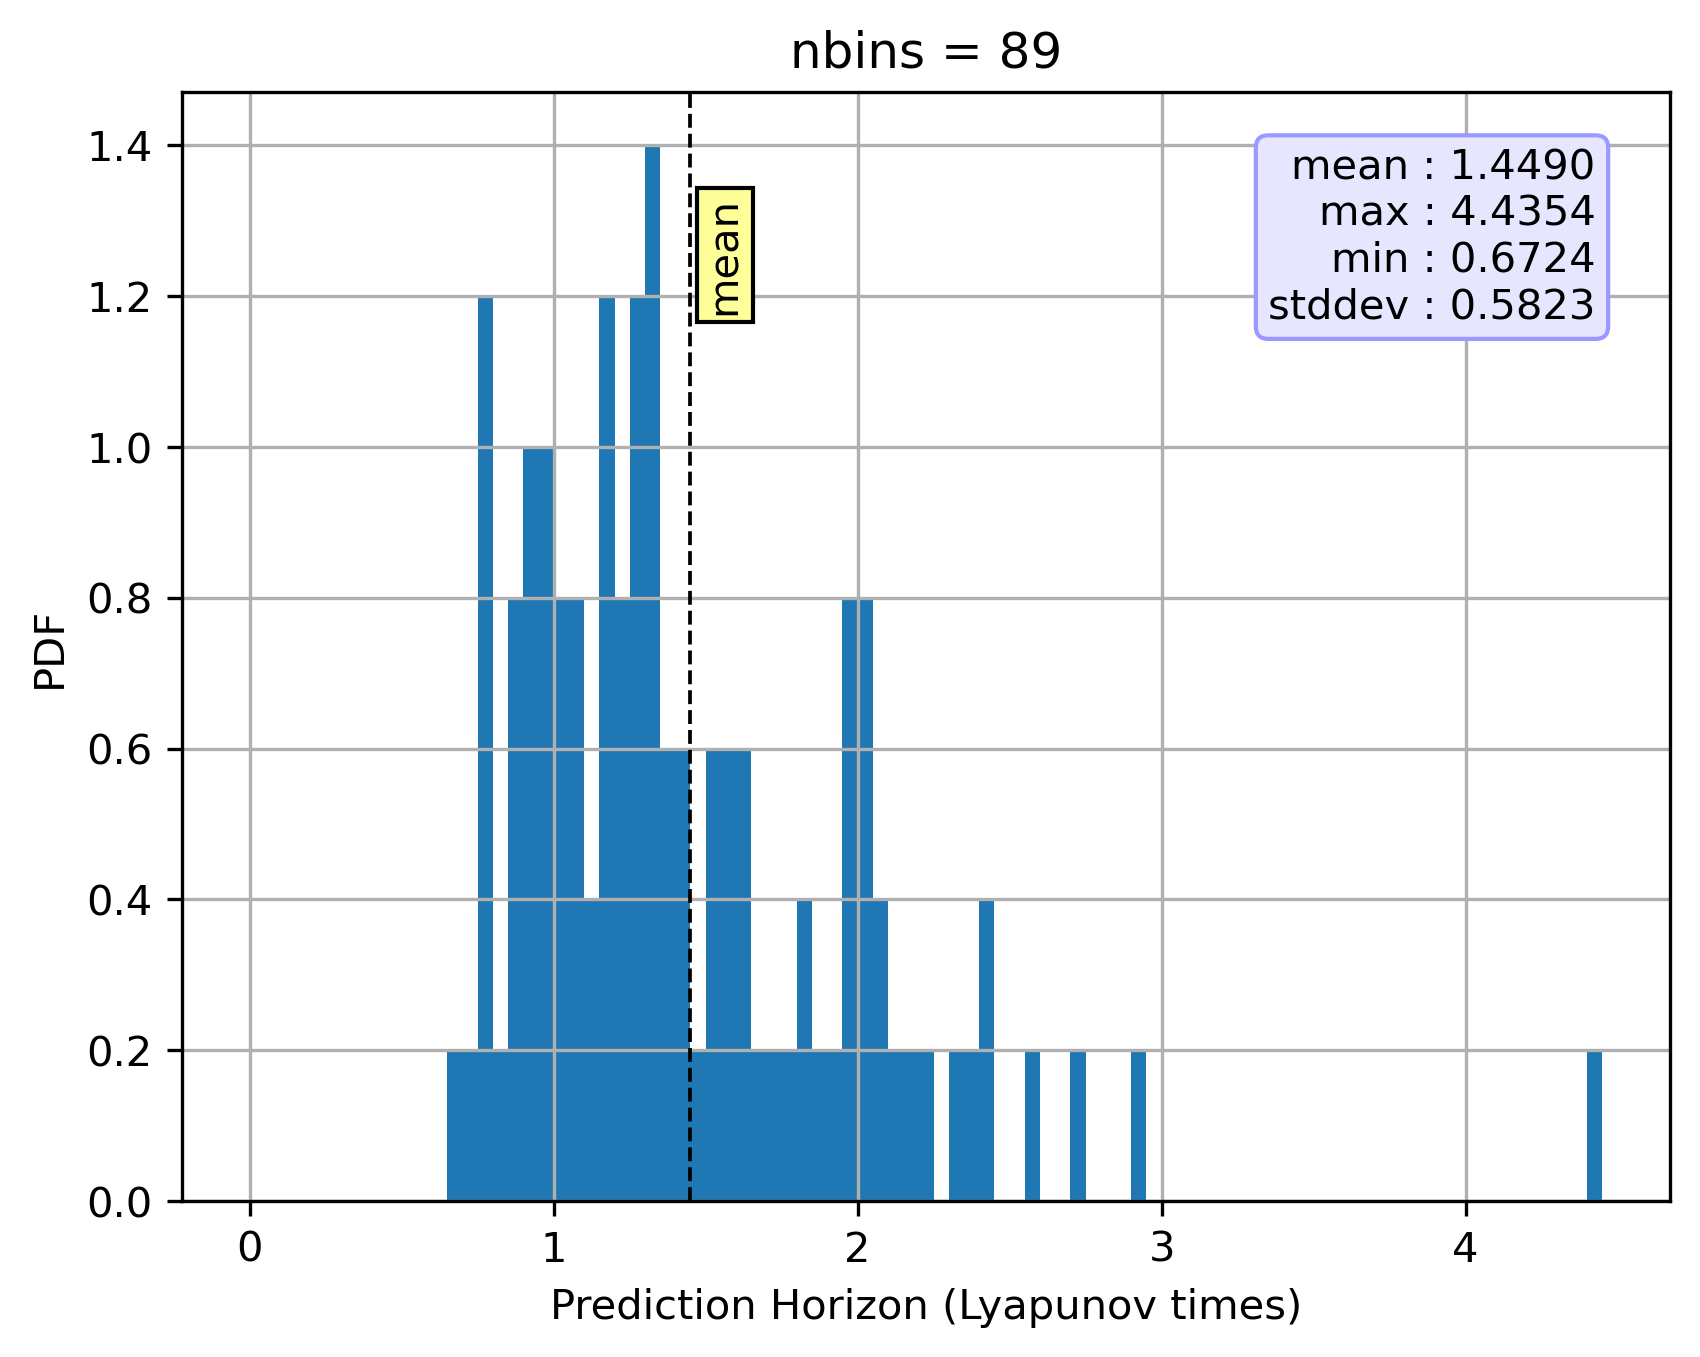 nbins = 89
1.4
1.2
1.0
0.8
0.6
0.4
0.2
0.0
PDF
mean
mean : 1.4490
max : 4.4354
min : 0.6724
stddev : 0.5823
0 1 2 3 4
Prediction Horizon (Lyapunov times)